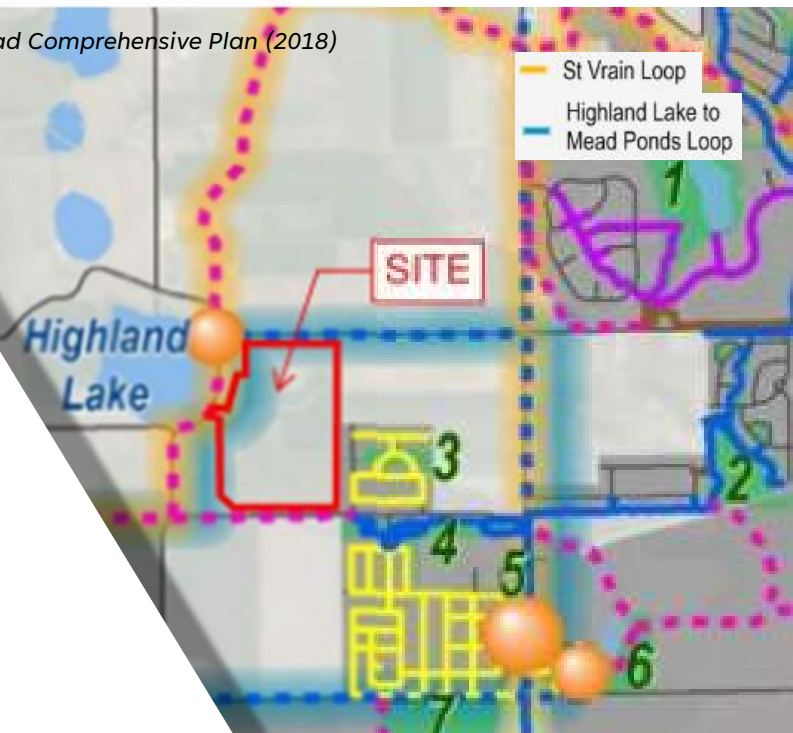 ad Comprehensive Plan (2018)
St Vrain Loop
Highland Lake to
Mead Ponds Loop
1
SITE
Highland
Lake
3
2
4
5
6
7